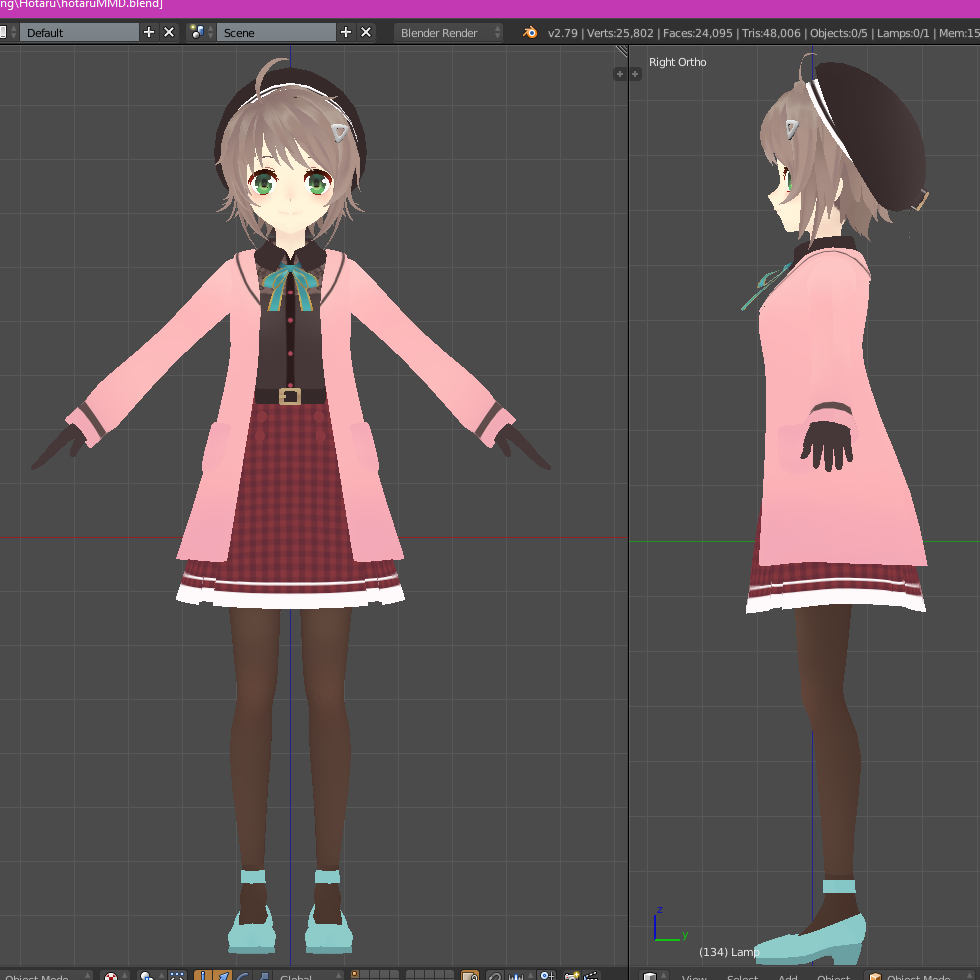 ng\Hotaru\hotaruMMD.blend]
Default
Scene
Blender Render
v2.79 | Verts:25,802 | Faces:24,095 | Tris:48,006 | Objects:0/5 | Lamps:0/1 | Mem:15
Right Ortho
z
y
(134) Lamp
Object Mode
Global
View Select Add Object
Object Mode